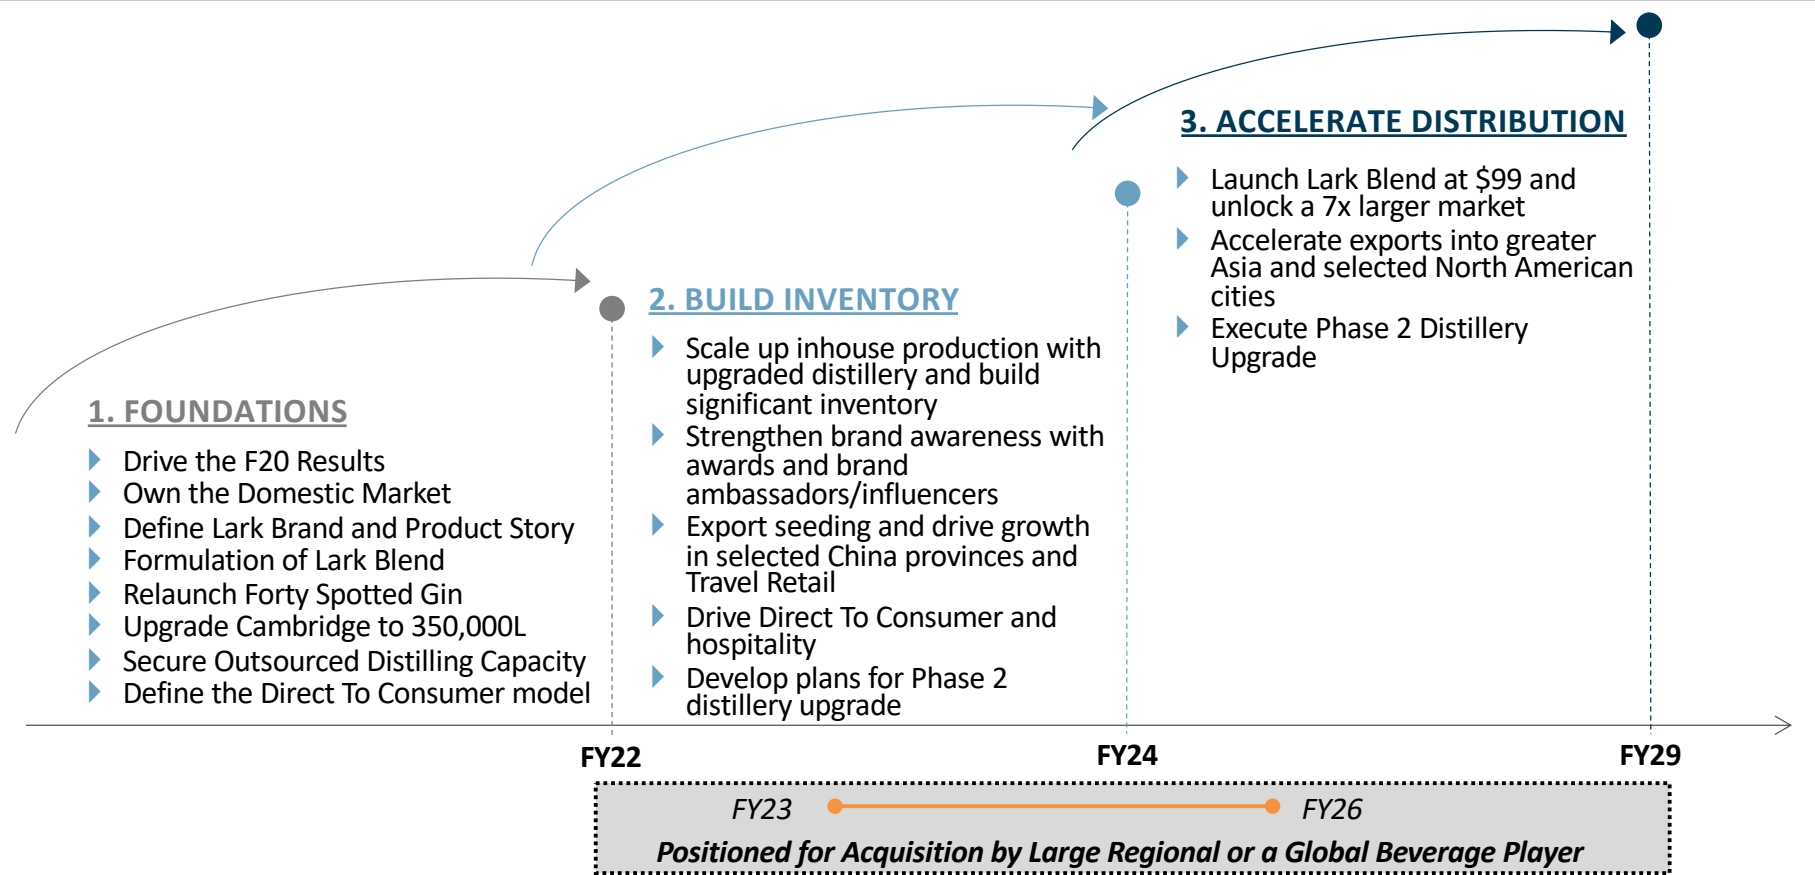 1. FOUNDATIONS
Drive the F20 Results
Own the Domestic Market
Define Lark Brand and Product Story
Formulation of Lark Blend
Relaunch Forty Spotted Gin
Upgrade Cambridge to 350,000L
Secure Outsourced Distilling Capacity
Define the Direct To Consumer model
2. BUILD INVENTORY
Scale up inhouse production with
upgraded distillery and build
significant inventory
Strengthen brand awareness with
awards and brand
ambassadors/influencers
Export seeding and drive growth
in selected China provinces and
Travel Retail
Drive Direct To Consumer and
hospitality
Develop plans for Phase 2
distillery upgrade
3. ACCELERATE DISTRIBUTION
Launch Lark Blend at $99 and
unlock a 7x larger market
Accelerate exports into greater
Asia and selected North American
cities
Execute Phase 2 Distillery
Upgrade
FY22
FY24
FY29
FY23
FY26
Positioned for Acquisition by Large Regional or a Global Beverage Player